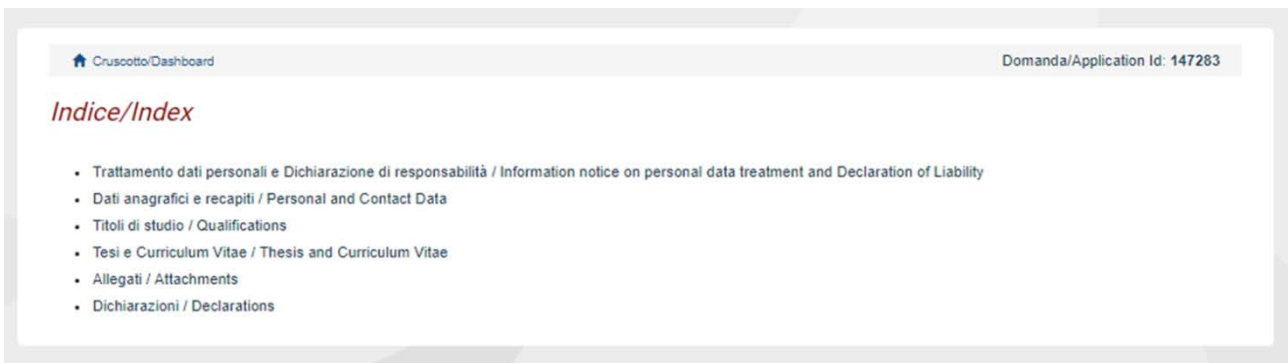 Cruscotto/Dashboard Domanda/Application Id: 147283
Indice/Index
Trattamento dati personali e Dichiarazione di responsabilità / Information notice on personal data treatment and Declaration of Liability
Dati anagrafici e recapiti / Personal and Contact Data
Titoli di studio / Qualifications
Tesi e Curriculum Vitae / Thesis and Curriculum Vitae
Allegati / Attachments
Dichiarazioni / Declarations